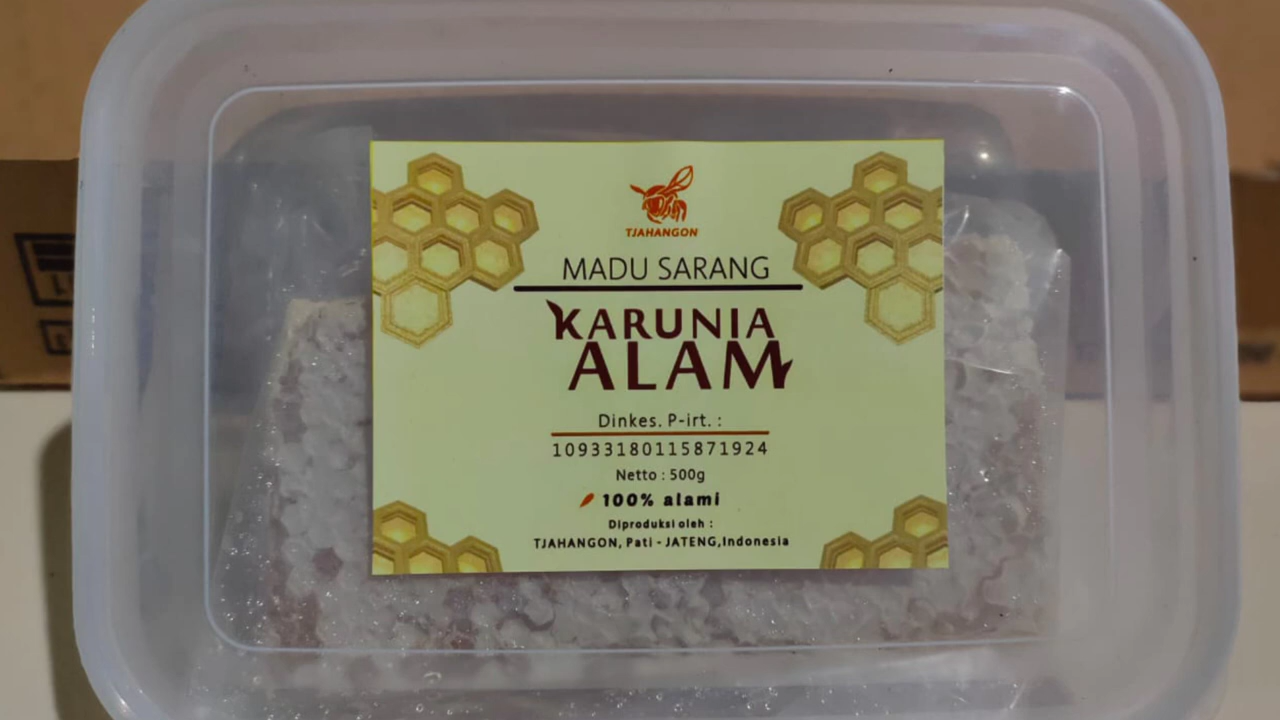 TJAHANGON
MADU SARANG
KARUNIA
ALAM
Dinkes. P-irt. :
10933180115871924
Netto : 500g
100% alami
Diproduksi oleh :
TJAHANGON, Pati - JATENG,Indonesia